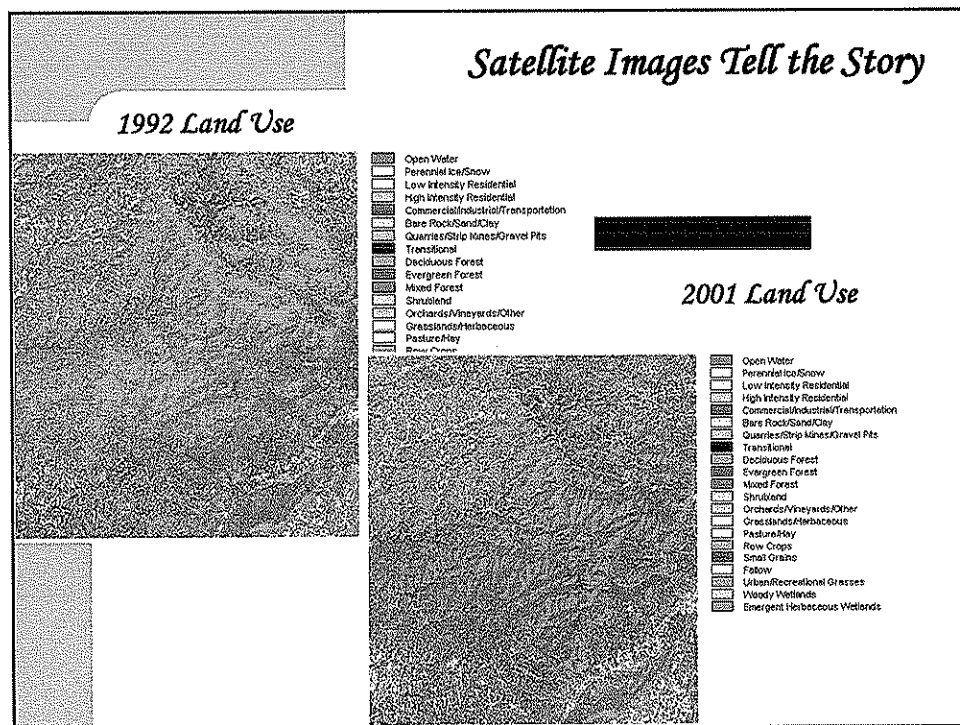 Satellite Images Tell the Story
1992 Land Use
Open Water
Perennial Ice/Snow
Low Intensity Residential
High Intensity Residential
Commercial/Industrial/Transportation
Bare Rock/Sand/Clay
Quarries/Strip Mines/Gravel Pits
Transitional
Deciduous Forest
Evergreen Forest
Mixed Forest
Shrubland
Orchards/Vineyards/Other
Grasslands/Herbaceous
Pasture/Hay
Row Crops
2001 Land Use
Open Water
Perennial Ice/Snow
Low Intensity Residential
High Intensity Residential
Commercial/Industrial/Transportation
Bare Rock/Sand/Clay
Quarries/Strip Mines/Gravel Pits
Transitional
Deciduous Forest
Evergreen Forest
Mixed Forest
Shrubland
Orchards/Vineyards/Other
Grasslands/Herbaceous
Pasture/Hay
Row Crops
Small Grains
Fallow
Urban/Recreational Grasses
Woody Wetlands
Emergent Herbaceous Wetlands